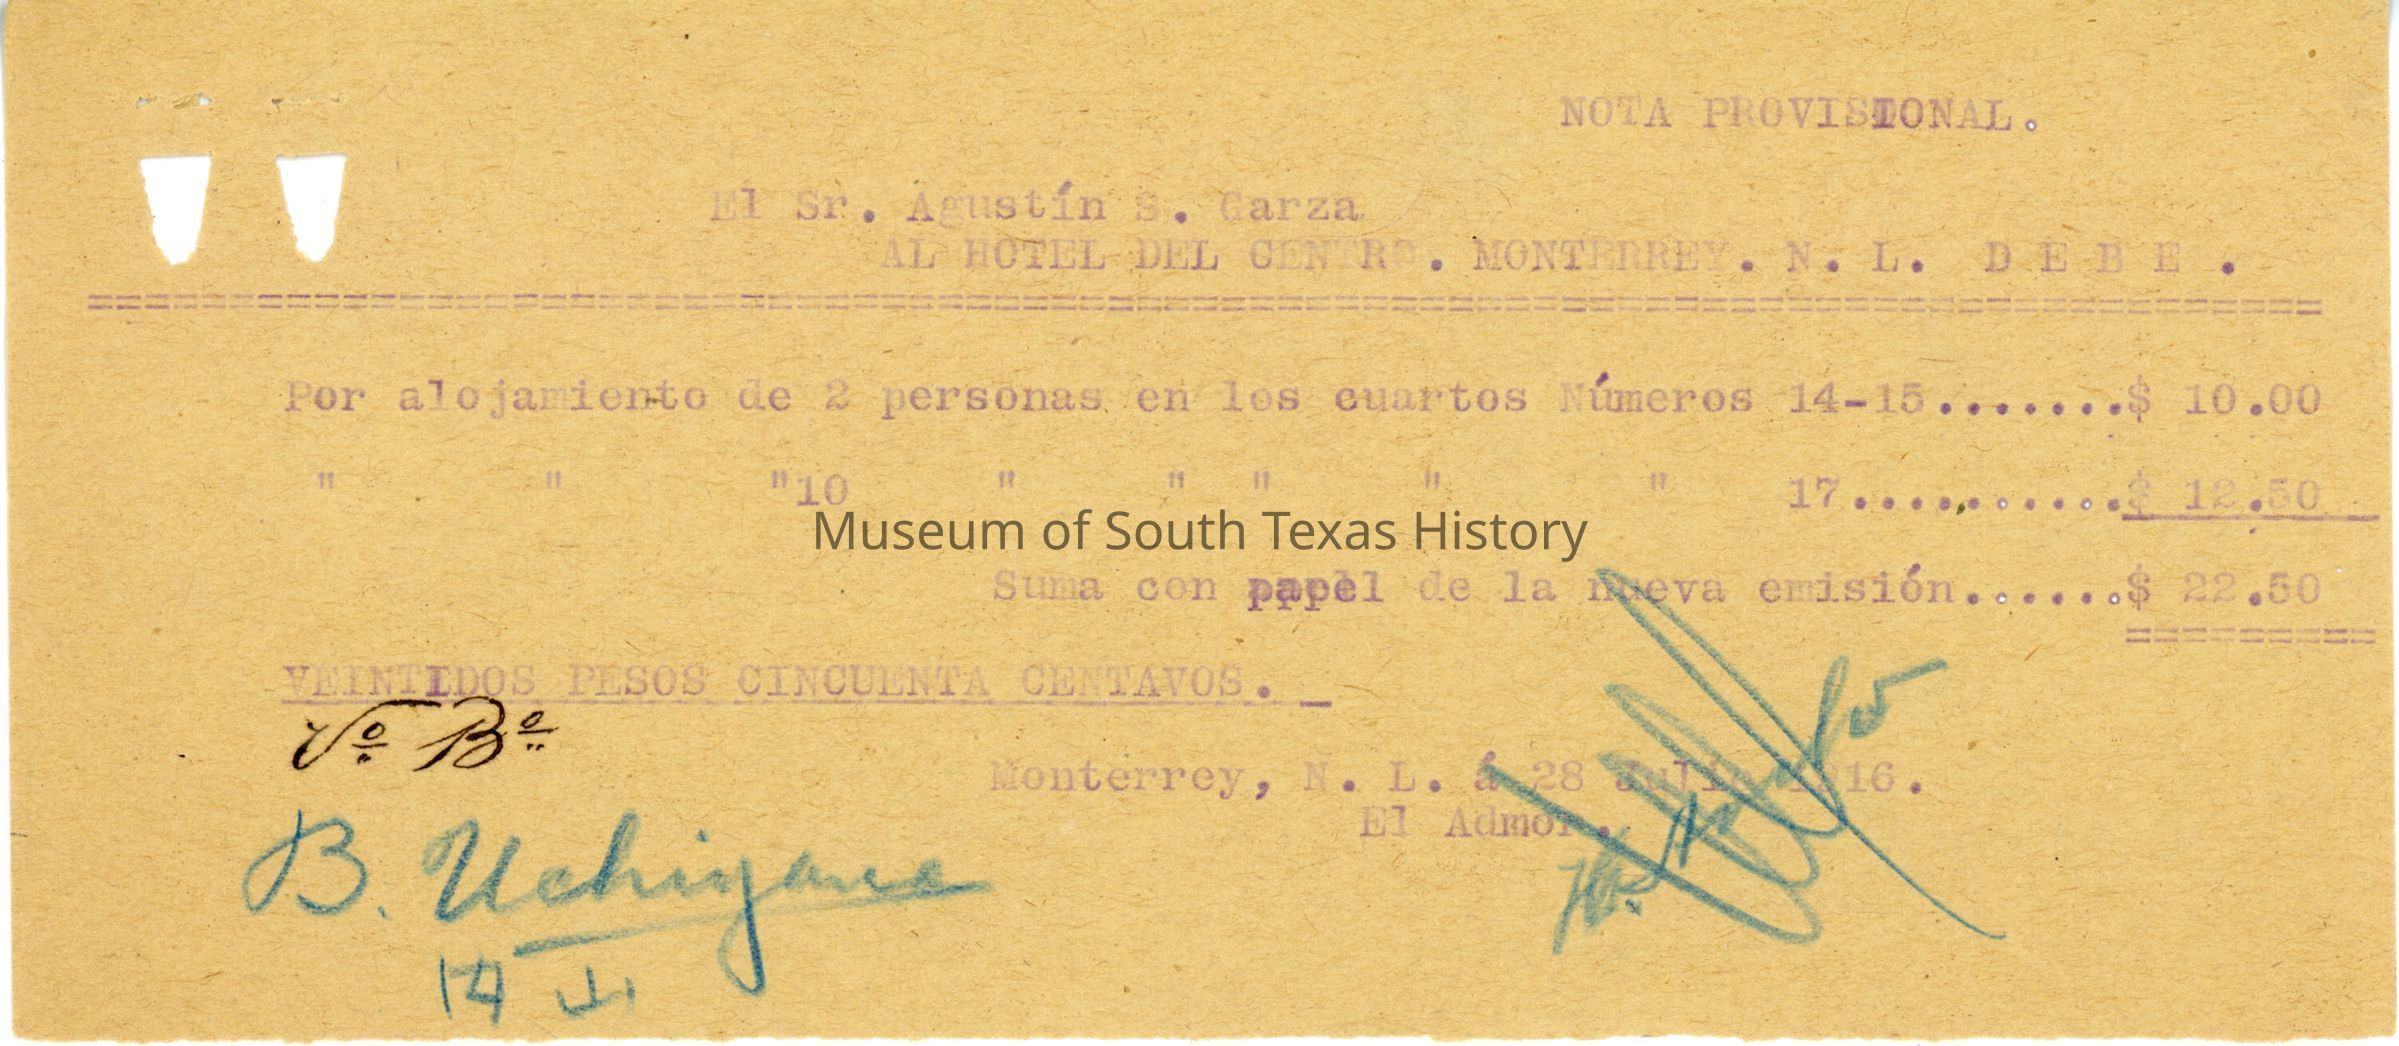 NOTA PROVISIONAL.
El Sr. Agustín S. Garza
AL HOTEL DEL CENTRO. MONTERREY. N. L. D E B E .
Por alojamiento de 2 personas en los cuartos Números 14-15.......$ 10.00
" " "10 " " " " " 17..........$ 12.50
Museum of South Texas History
Suma con papel de la nueva emisión......$ 22.50
VEINTIDOS PESOS CINCUENTA CENTAVOS.
Vº Bº
Monterrey, N. L. á 28 Julio 1916.
El Admor.
B.
内山